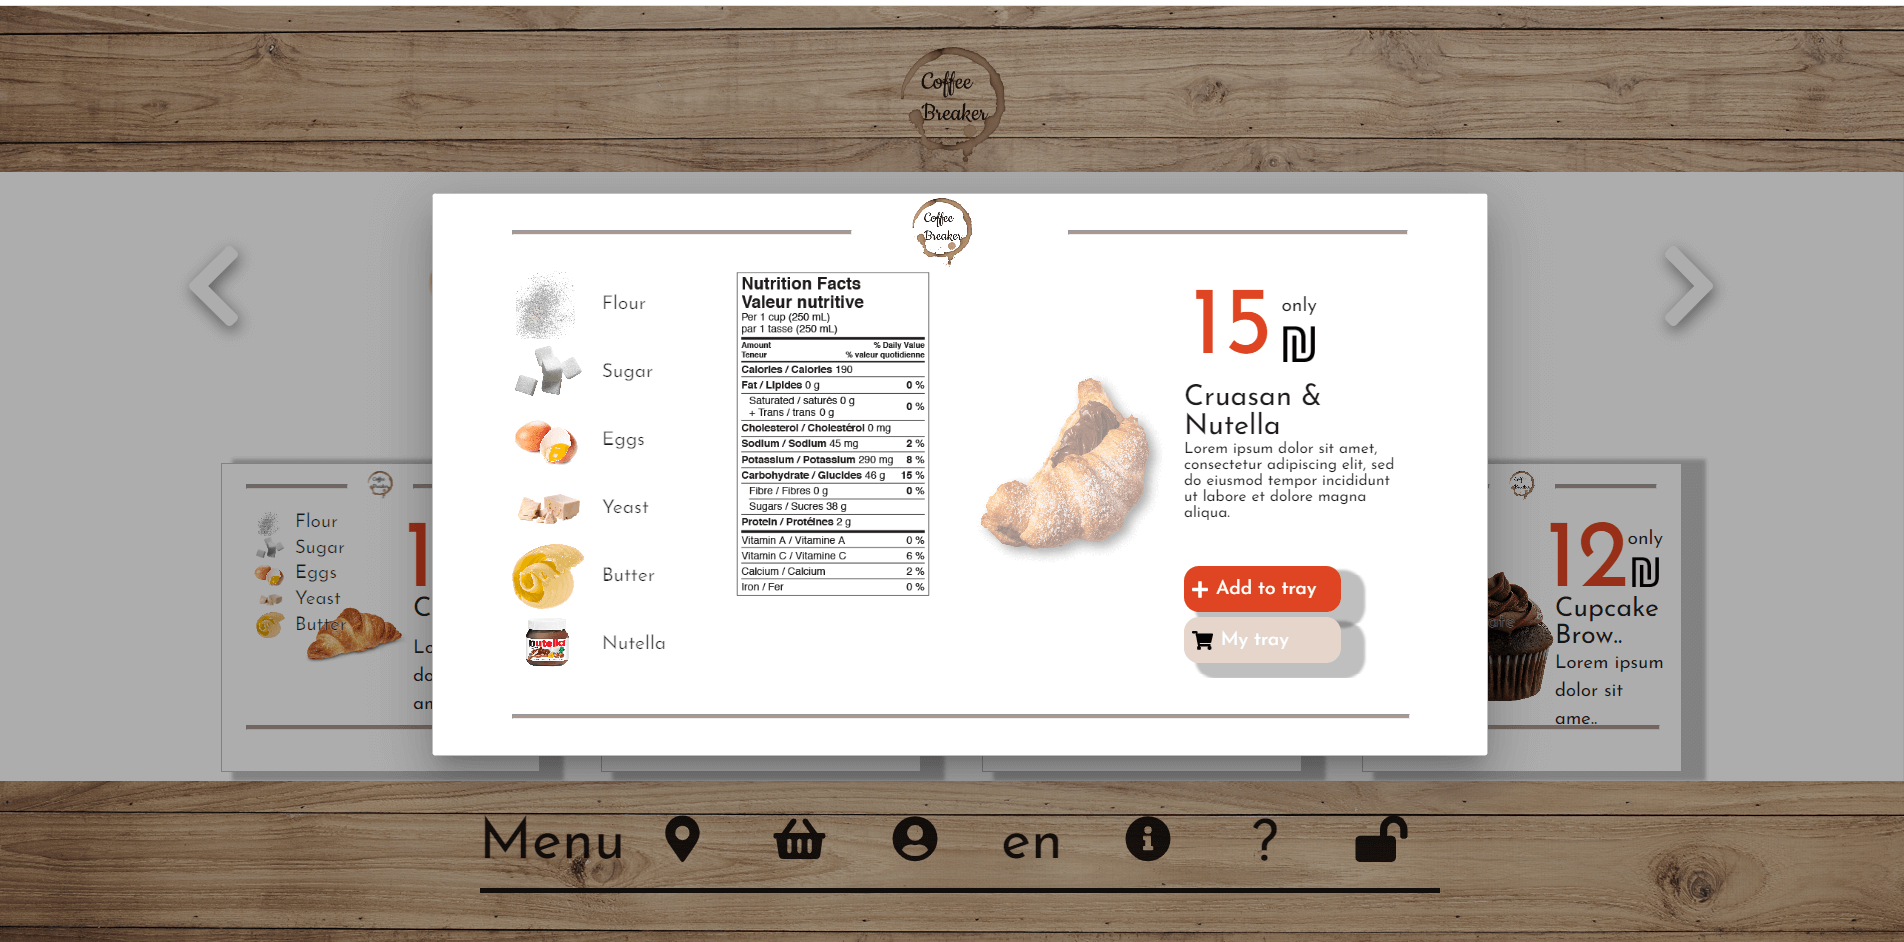 Coffee
Breaker
Coffee
Breaker
Flour
Sugar
Eggs
Yeast
Butter
Nutella
nutella
Nutrition Facts
Valeur nutritive
Per 1 cup (250 mL)
par 1 tasse (250 mL)
Amount % Daily Value
Teneur % valeur quotidienne
Calories / Calories 190
Fat / Lipides 0 g 0 %
Saturated / saturés 0 g
+ Trans / trans 0 g 0 %
Cholesterol / Cholestérol 0 mg
Sodium / Sodium 45 mg 2 %
Potassium / Potassium 290 mg 8 %
Carbohydrate / Glucides 46 g 15 %
Fibre / Fibres 0 g 0 %
Sugars / Sucres 38 g
Protein / Protéines 2 g
Vitamin A / Vitamine A 0 %
Vitamin C / Vitamine C 6 %
Calcium / Calcium 2 %
Iron / Fer 0 %
15 only
₪
Cruasan &
Nutella
Lorem ipsum dolor sit amet,
consectetur adipiscing elit, sed
do eiusmod tempor incididunt
ut labore et dolore magna
aliqua.
+ Add to tray
My tray
Flour
Sugar
Eggs
Yeast
Butter
1
C
Lo
do
an
12 only
₪
Cupcake
Brow..
Lorem ipsum
dolor sit
ame..
Menu en ?